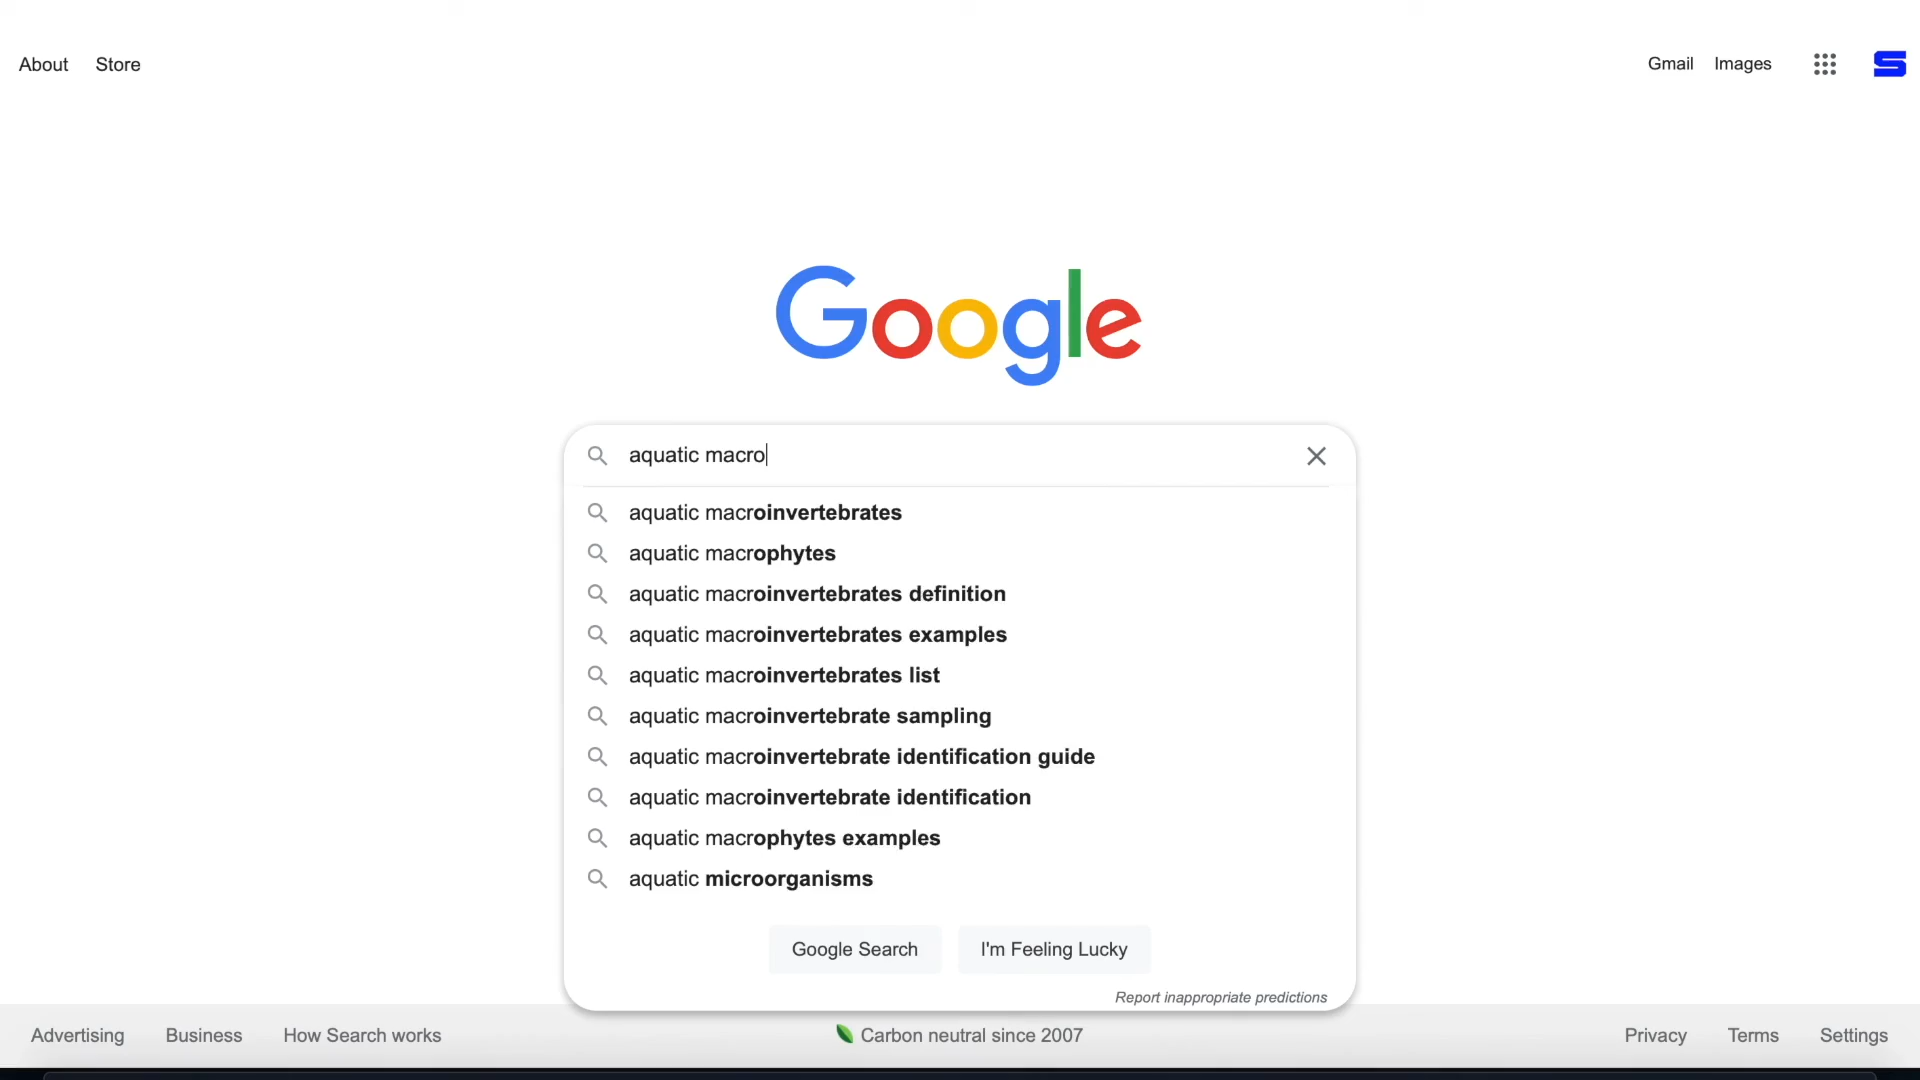 About Store
Gmail Images
Google
aquatic macro
aquatic macroinvertebrates
aquatic macrophytes
aquatic macroinvertebrates definition
aquatic macroinvertebrates examples
aquatic macroinvertebrates list
aquatic macroinvertebrate sampling
aquatic macroinvertebrate identification guide
aquatic macroinvertebrate identification
aquatic macrophytes examples
aquatic microorganisms
Google Search I'm Feeling Lucky
Report inappropriate predictions
Advertising Business How Search works Carbon neutral since 2007 Privacy Terms Settings